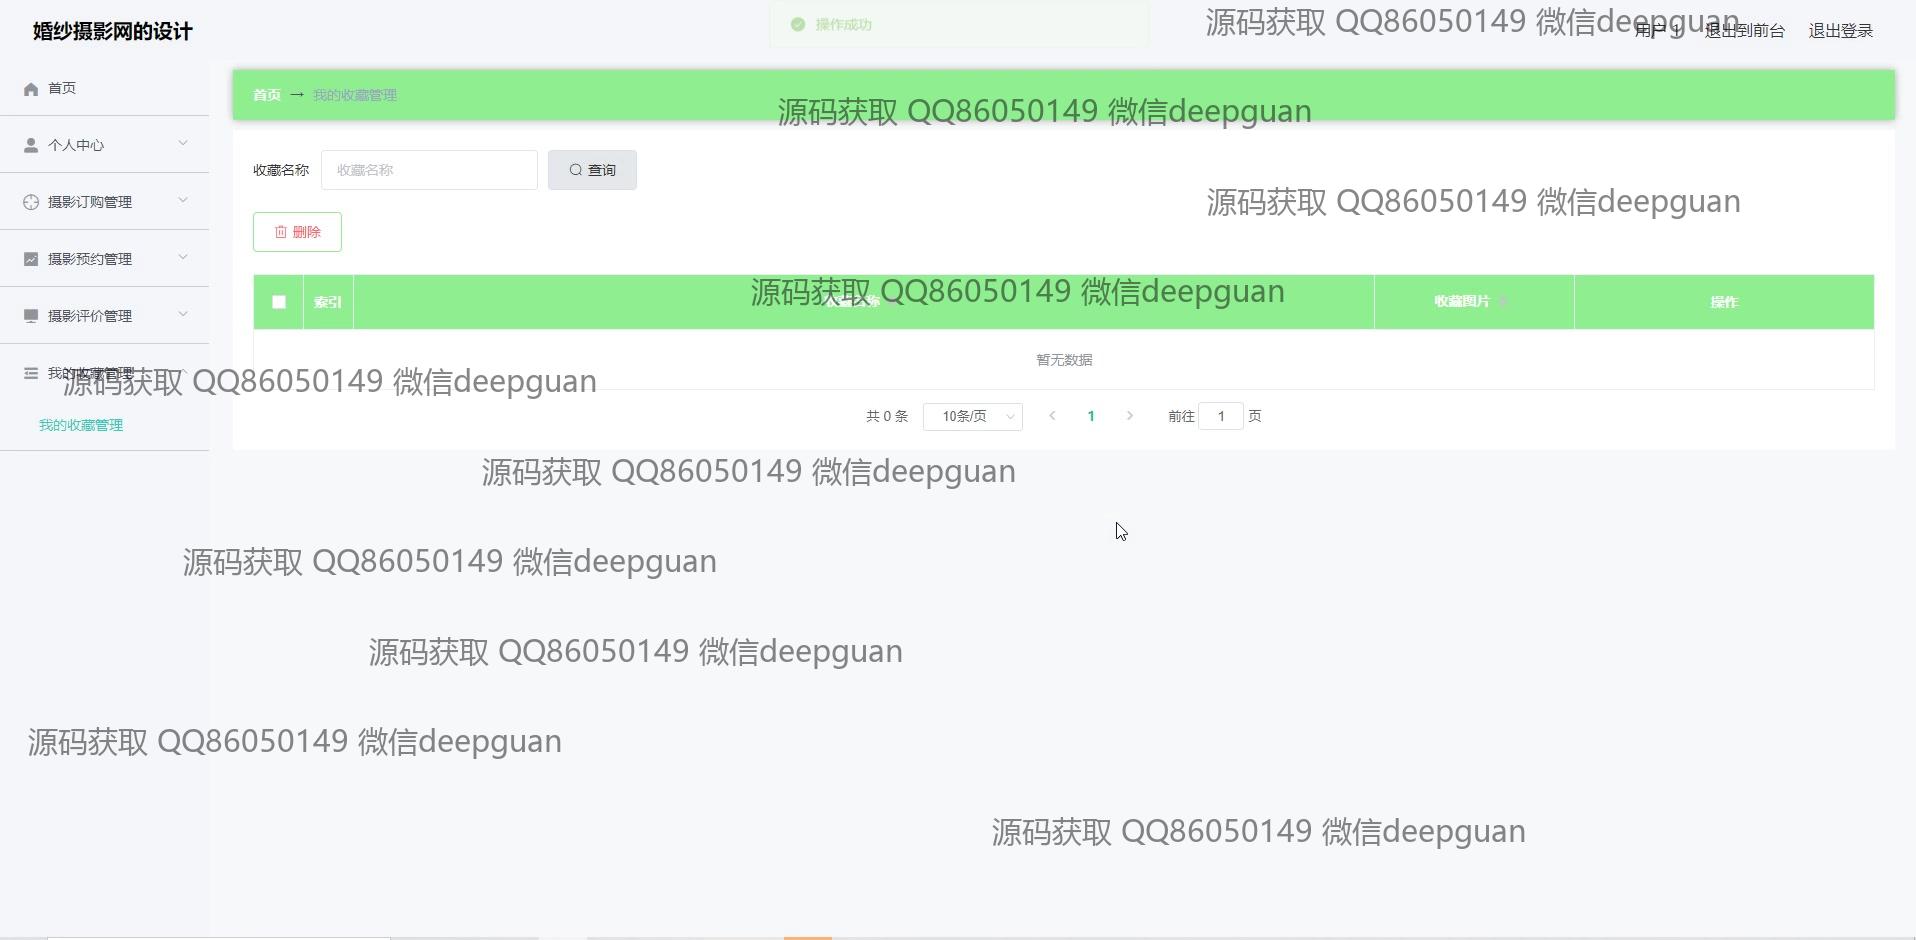 婚纱摄影网的设计
操作成功
源码获取 QQ86050149 微信deepguan
用户 1 退出到前台 退出登录
首页
个人中心
摄影订购管理
摄影预约管理
摄影评价管理
我的收藏管理
我的收藏管理
首页 → 我的收藏管理
源码获取 QQ86050149 微信deepguan
收藏名称 收藏名称 查询
源码获取 QQ86050149 微信deepguan
删除
源码获取 QQ86050149 微信deepguan
索引 收藏名称 收藏图片 操作
暂无数据
源码获取 QQ86050149 微信deepguan
共 0 条 10条/页 1 前往 1 页
源码获取 QQ86050149 微信deepguan
源码获取 QQ86050149 微信deepguan
源码获取 QQ86050149 微信deepguan
源码获取 QQ86050149 微信deepguan
源码获取 QQ86050149 微信deepguan